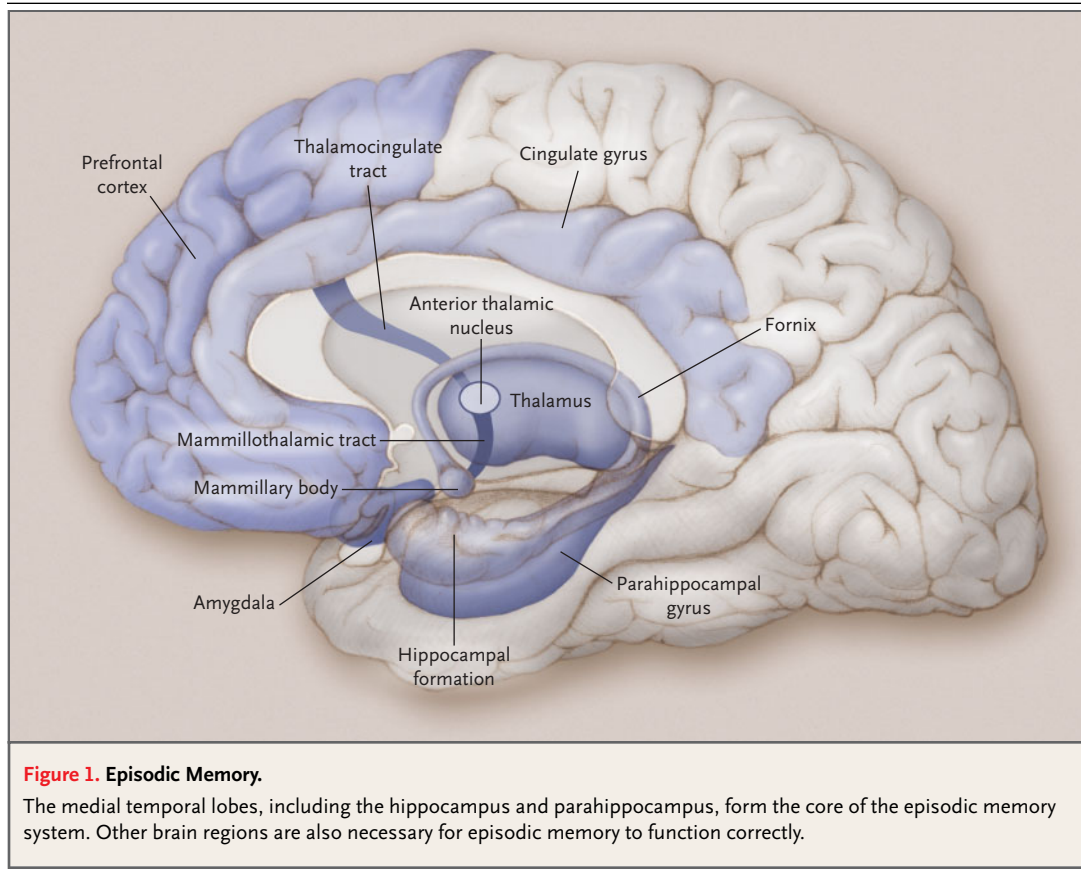 Prefrontal
cortex
Thalamocingulate
tract
Cingulate gyrus
Anterior thalamic
nucleus
Fornix
Thalamus
Mammillothalamic tract
Mammillary body
Amygdala
Parahippocampal
gyrus
Hippocampal
formation
Figure 1. Episodic Memory.
The medial temporal lobes, including the hippocampus and parahippocampus, form the core of the episodic memory
system. Other brain regions are also necessary for episodic memory to function correctly.